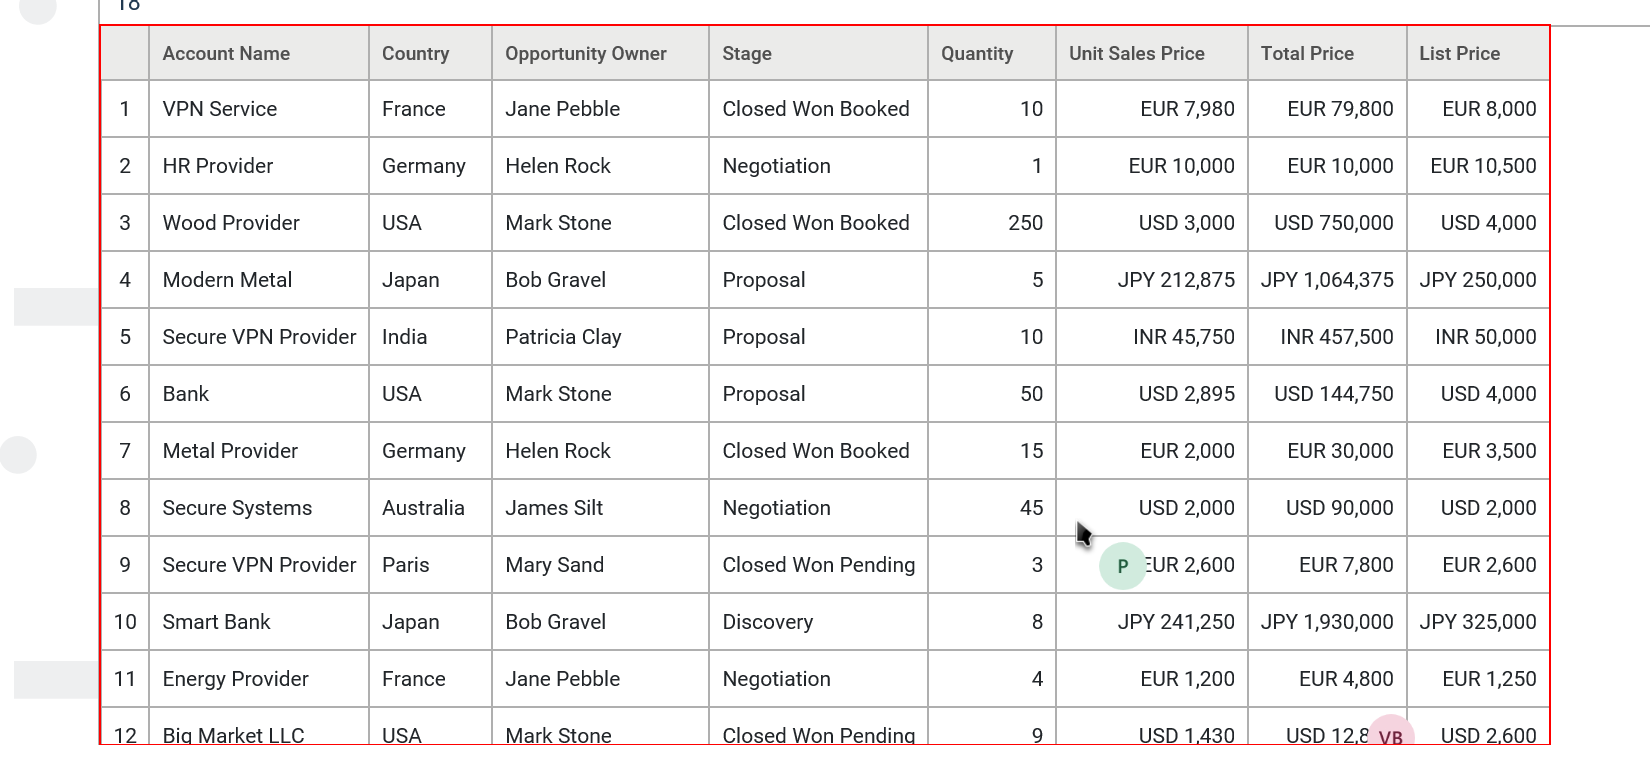 18
Account Name Country Opportunity Owner Stage Quantity Unit Sales Price Total Price List Price
1 VPN Service France Jane Pebble Closed Won Booked 10 EUR 7,980 EUR 79,800 EUR 8,000
2 HR Provider Germany Helen Rock Negotiation 1 EUR 10,000 EUR 10,000 EUR 10,500
3 Wood Provider USA Mark Stone Closed Won Booked 250 USD 3,000 USD 750,000 USD 4,000
4 Modern Metal Japan Bob Gravel Proposal 5 JPY 212,875 JPY 1,064,375 JPY 250,000
5 Secure VPN Provider India Patricia Clay Proposal 10 INR 45,750 INR 457,500 INR 50,000
6 Bank USA Mark Stone Proposal 50 USD 2,895 USD 144,750 USD 4,000
7 Metal Provider Germany Helen Rock Closed Won Booked 15 EUR 2,000 EUR 30,000 EUR 3,500
8 Secure Systems Australia James Silt Negotiation 45 USD 2,000 USD 90,000 USD 2,000
9 Secure VPN Provider Paris Mary Sand Closed Won Pending 3 P EUR 2,600 EUR 7,800 EUR 2,600
10 Smart Bank Japan Bob Gravel Discovery 8 JPY 241,250 JPY 1,930,000 JPY 325,000
11 Energy Provider France Jane Pebble Negotiation 4 EUR 1,200 EUR 4,800 EUR 1,250
12 Big Market LLC USA Mark Stone Closed Won Pending 9 USD 1,430 USD VB USD 2,600